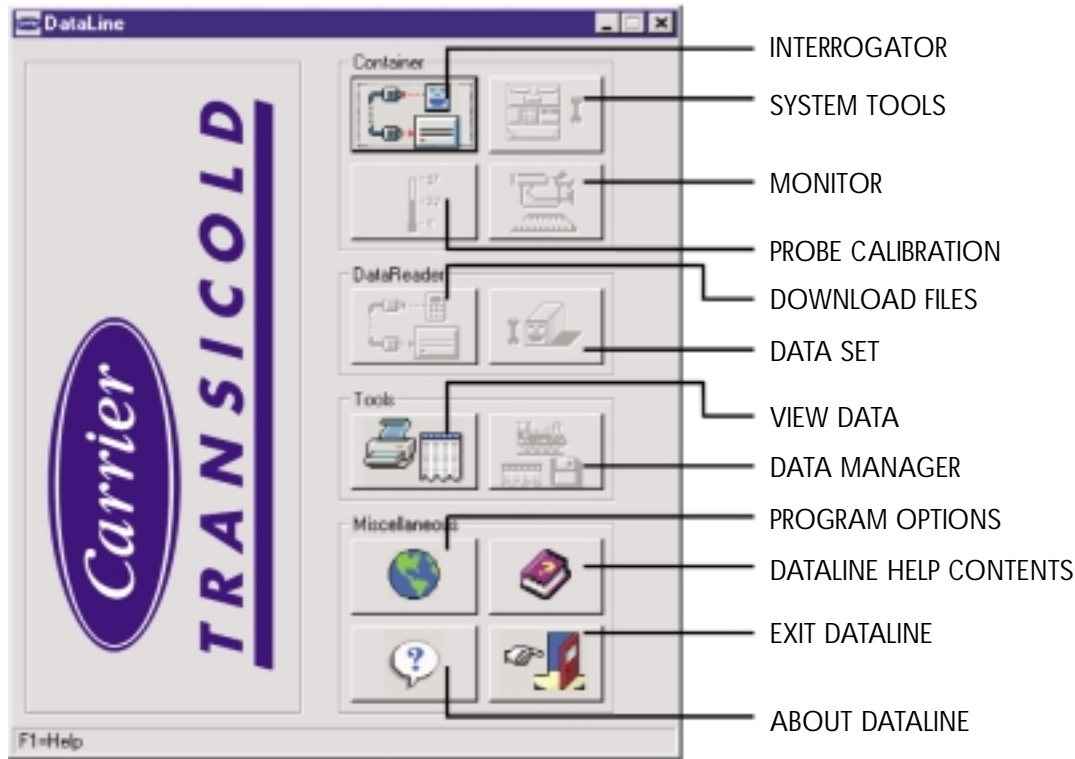 DataLine
Carrier
TRANSICOLD
Container
DataReader
Tools
Miscellaneous
F1=Help
INTERROGATOR
SYSTEM TOOLS
MONITOR
PROBE CALIBRATION
DOWNLOAD FILES
DATA SET
VIEW DATA
DATA MANAGER
PROGRAM OPTIONS
DATALINE HELP CONTENTS
EXIT DATALINE
ABOUT DATALINE